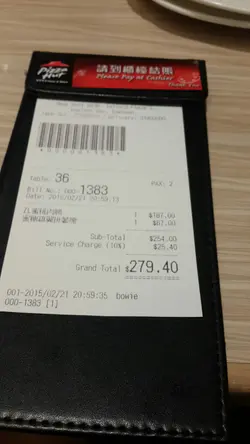 Pizza Hut
請到櫃檯結賬
Please Pay at Cashier
Thank You
Table: 36
PAX: 2
Bill No.: 000-1383
Date: 2015/02/21 20:59:13
1 $187.00
1 $67.00
Sub-Total $254.00
Service Charge (10%) $25.40
Grand Total $279.40
001-2015/02/21 20:59:35 bowie
000-1383 [1]